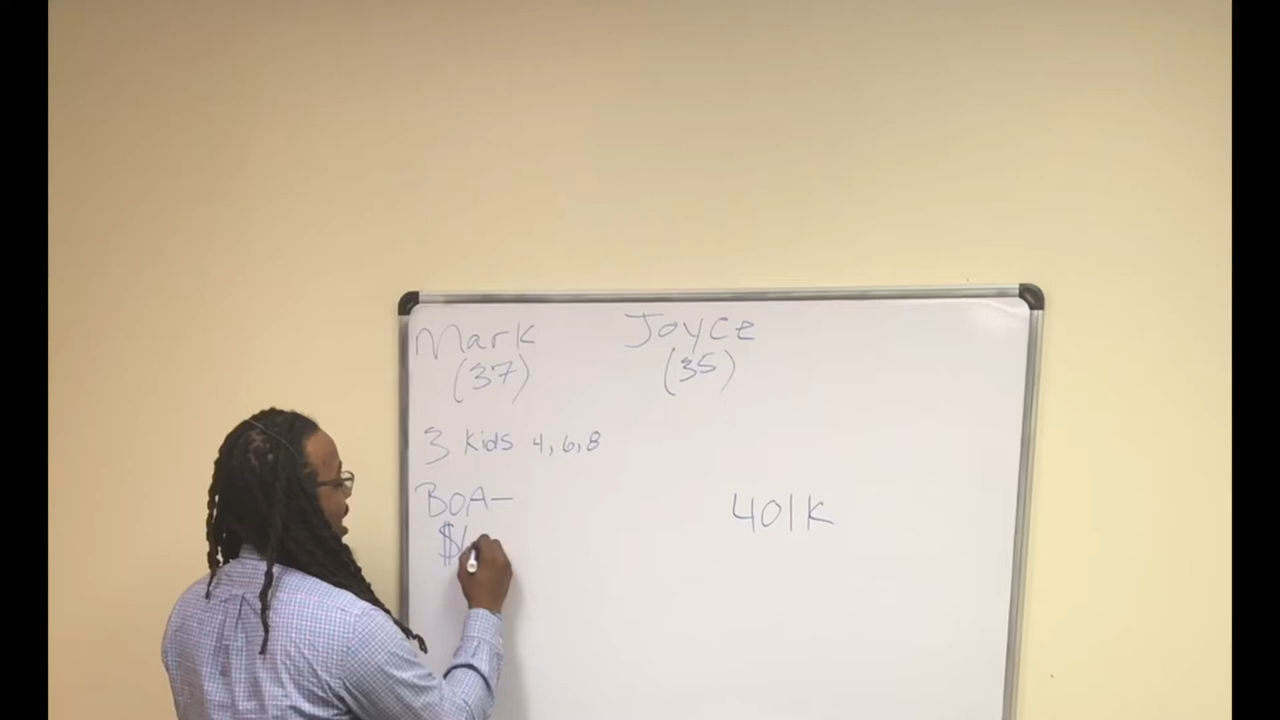 Mark Joyce
(37) (35)
3 Kids 4, 6, 8
BOA-
401K
$